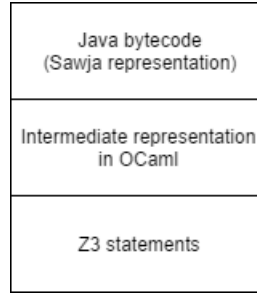 Java bytecode
(Sawja representation)
Intermediate representation
in OCaml
Z3 statements